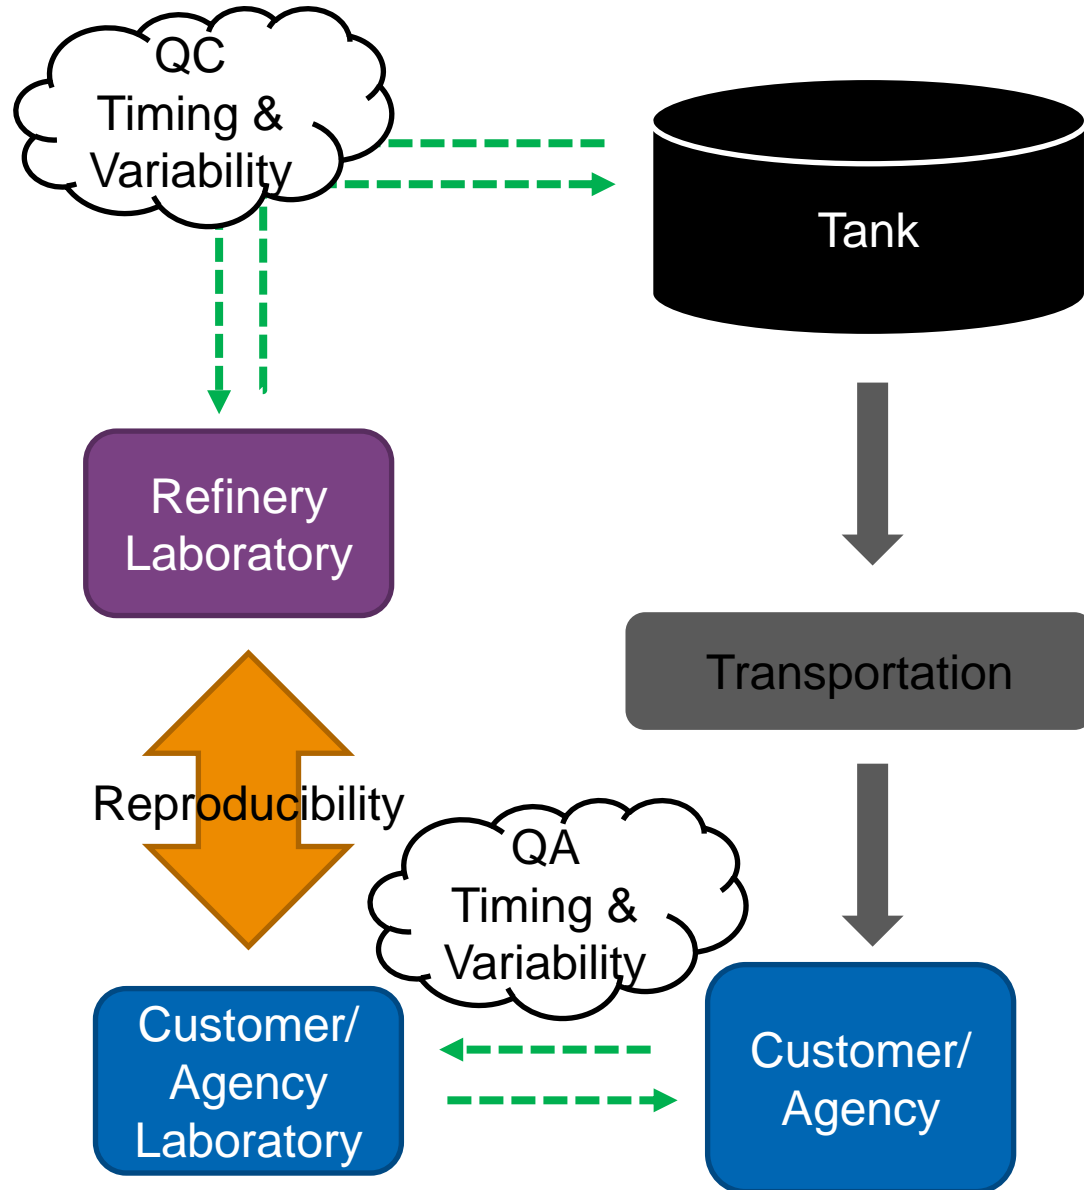 QC
Timing &
Variability
Tank
Refinery
Laboratory
Transportation
Reproducibility
QA
Timing &
Variability
Customer/
Agency
Laboratory
Customer/
Agency